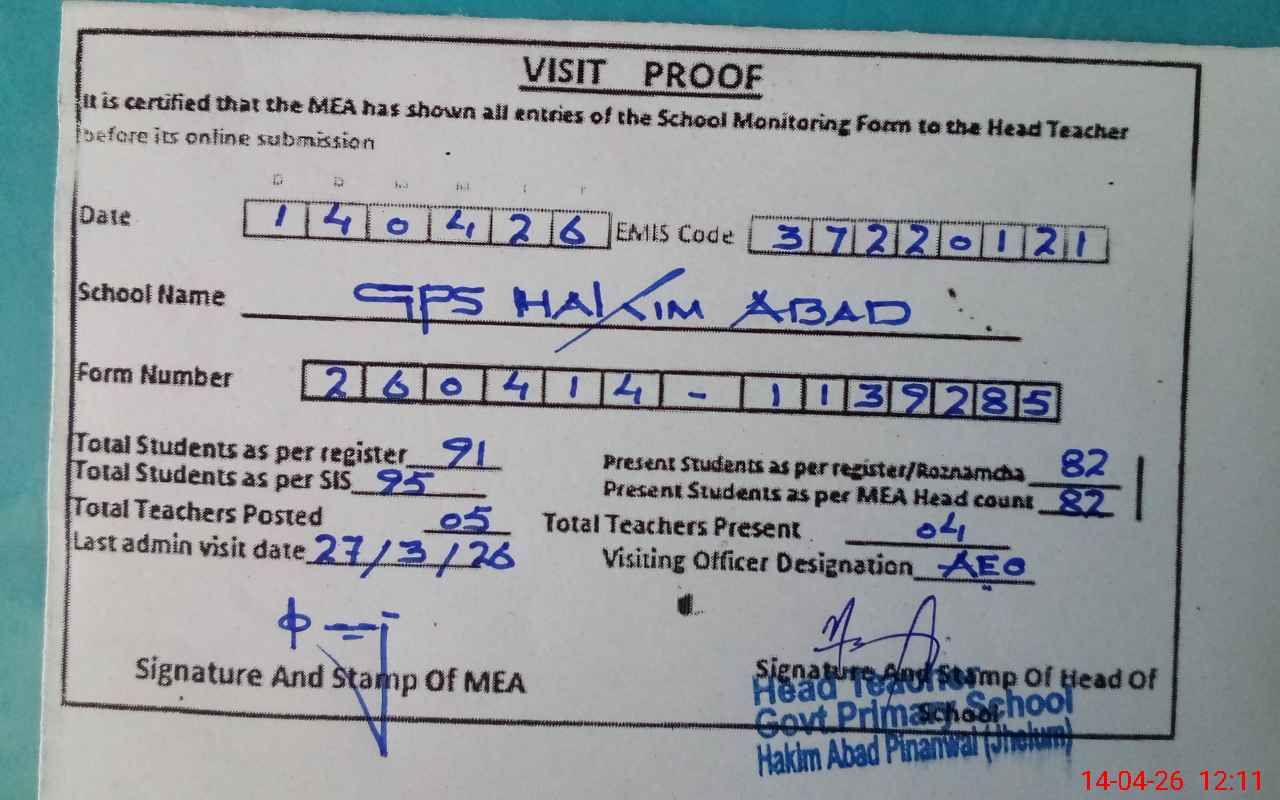 VISIT PROOF
It is certified that the MEA has shown all entries of the School Monitoring Form to the Head Teacher
before its online submission
D D M M Y Y
Date 1 4 0 4 2 6 EMIS Code 3 7 2 2 0 1 2 1
School Name GPS HAKIM ABAD
Form Number 2 6 0 4 1 4 - 1 1 3 9 2 8 5
Total Students as per register 91 Present Students as per register/Roznamcha 82
Total Students as per SIS 95 Present Students as per MEA Head count 82
Total Teachers Posted 05 Total Teachers Present 04
Last admin visit date 27/3/26 Visiting Officer Designation AEO
Signature And Stamp Of MEA Signature And Stamp Of Head Of
School
Head Teacher
Govt Primary School
Hakim Abad Pinanwal (Jhelum)
14-04-26 12:11